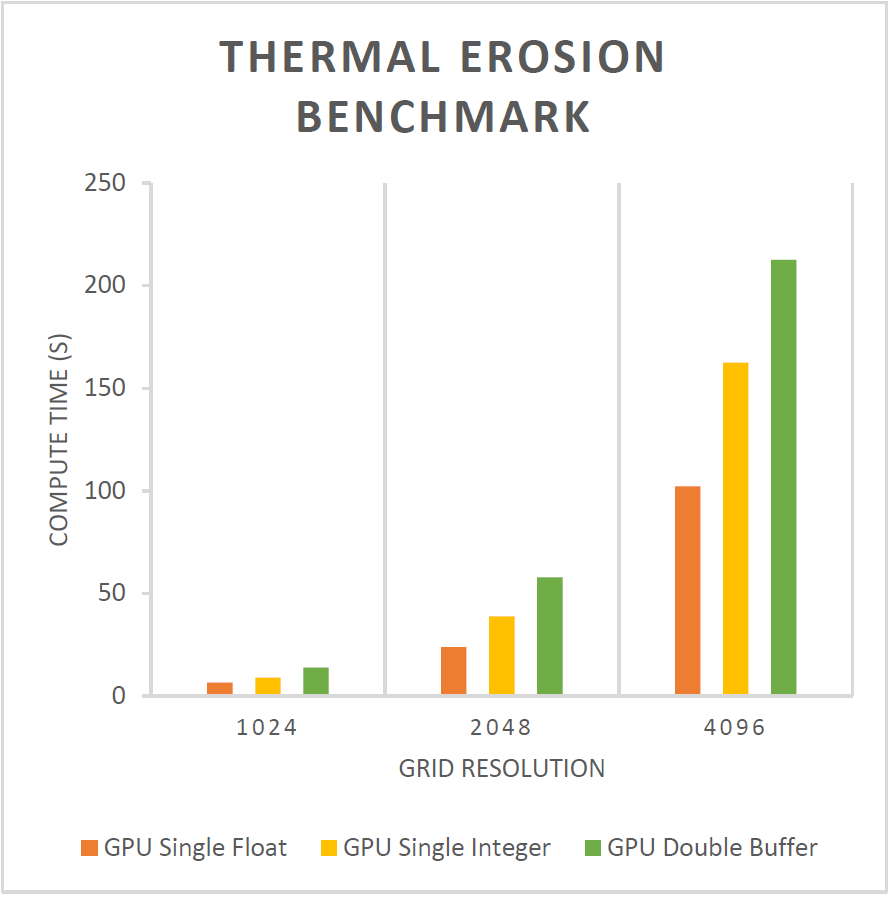 THERMAL EROSION
BENCHMARK
250
200
150
100
50
0
COMPUTE TIME (S)
1024 2048 4096
GRID RESOLUTION
GPU Single Float GPU Single Integer GPU Double Buffer